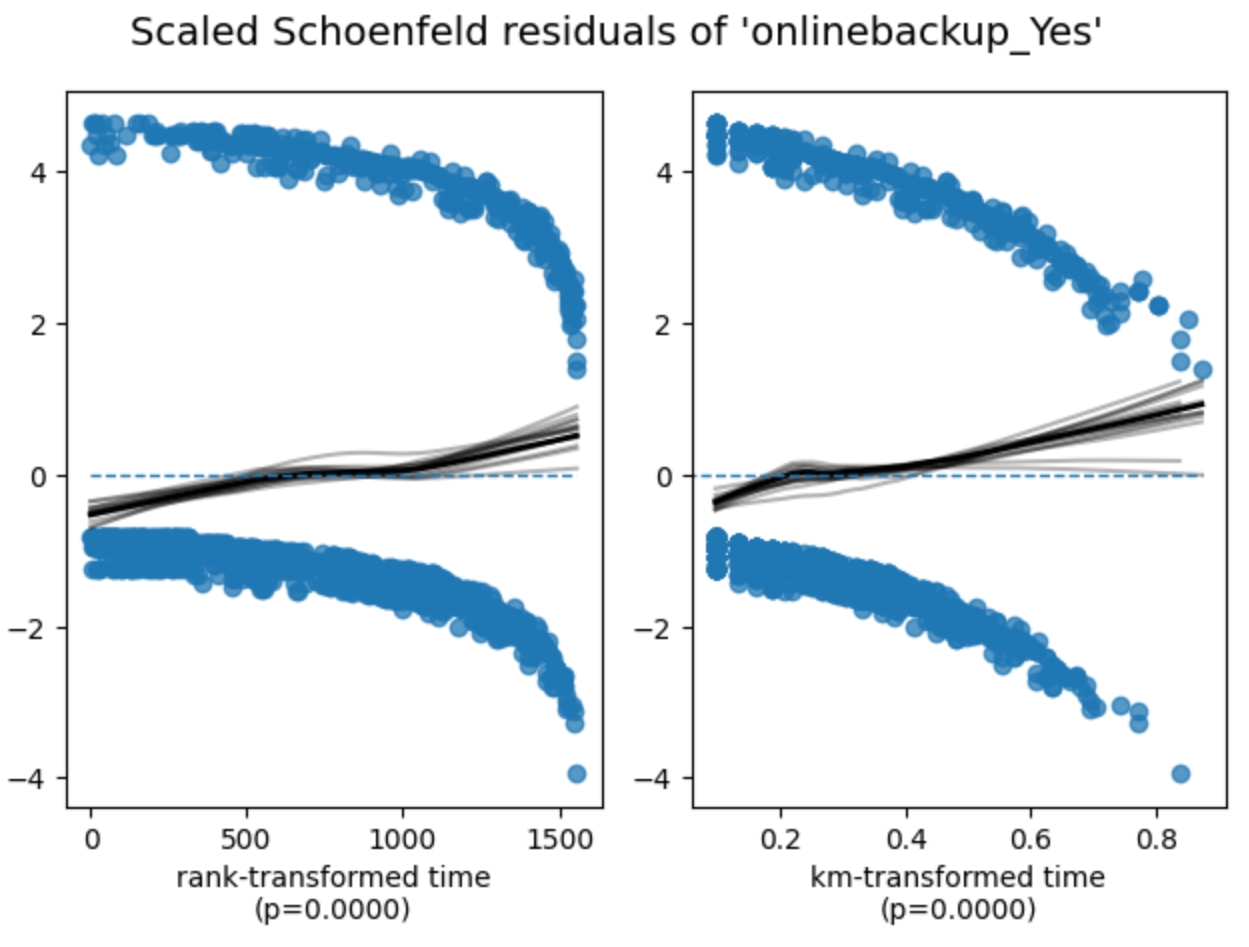 Scaled Schoenfeld residuals of 'onlinebackup_Yes'
4
2
0
−2
−4
0 500 1000 1500
rank-transformed time
(p=0.0000)
4
2
0
−2
−4
0.2 0.4 0.6 0.8
km-transformed time
(p=0.0000)